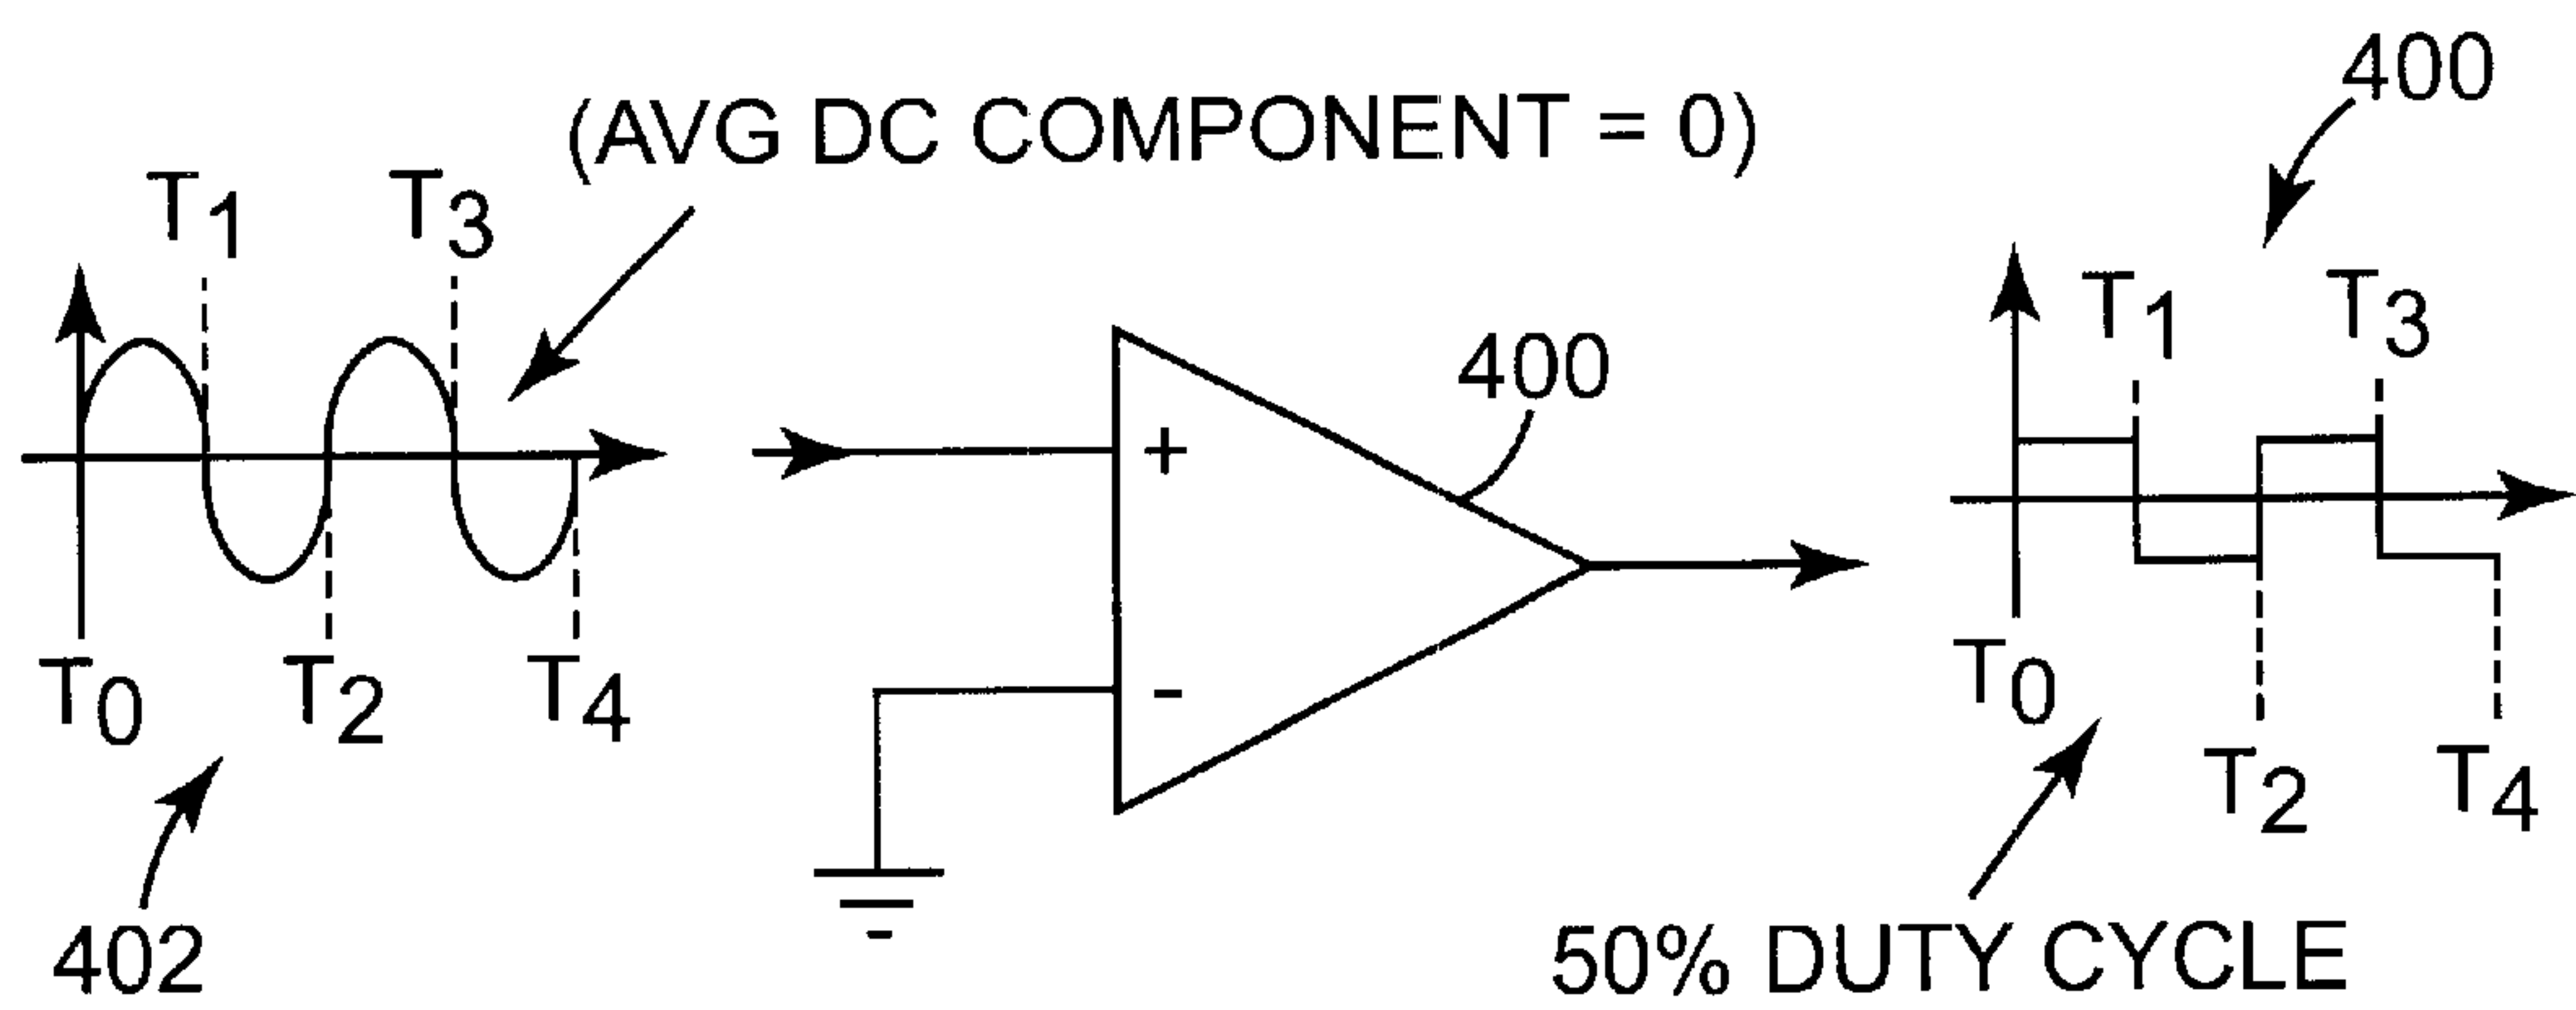 400
(AVG DC COMPONENT = 0)
T1
T3
T1
T3
400
+
-
T0
T2
T4
T0
T2
T4
402
50% DUTY CYCLE